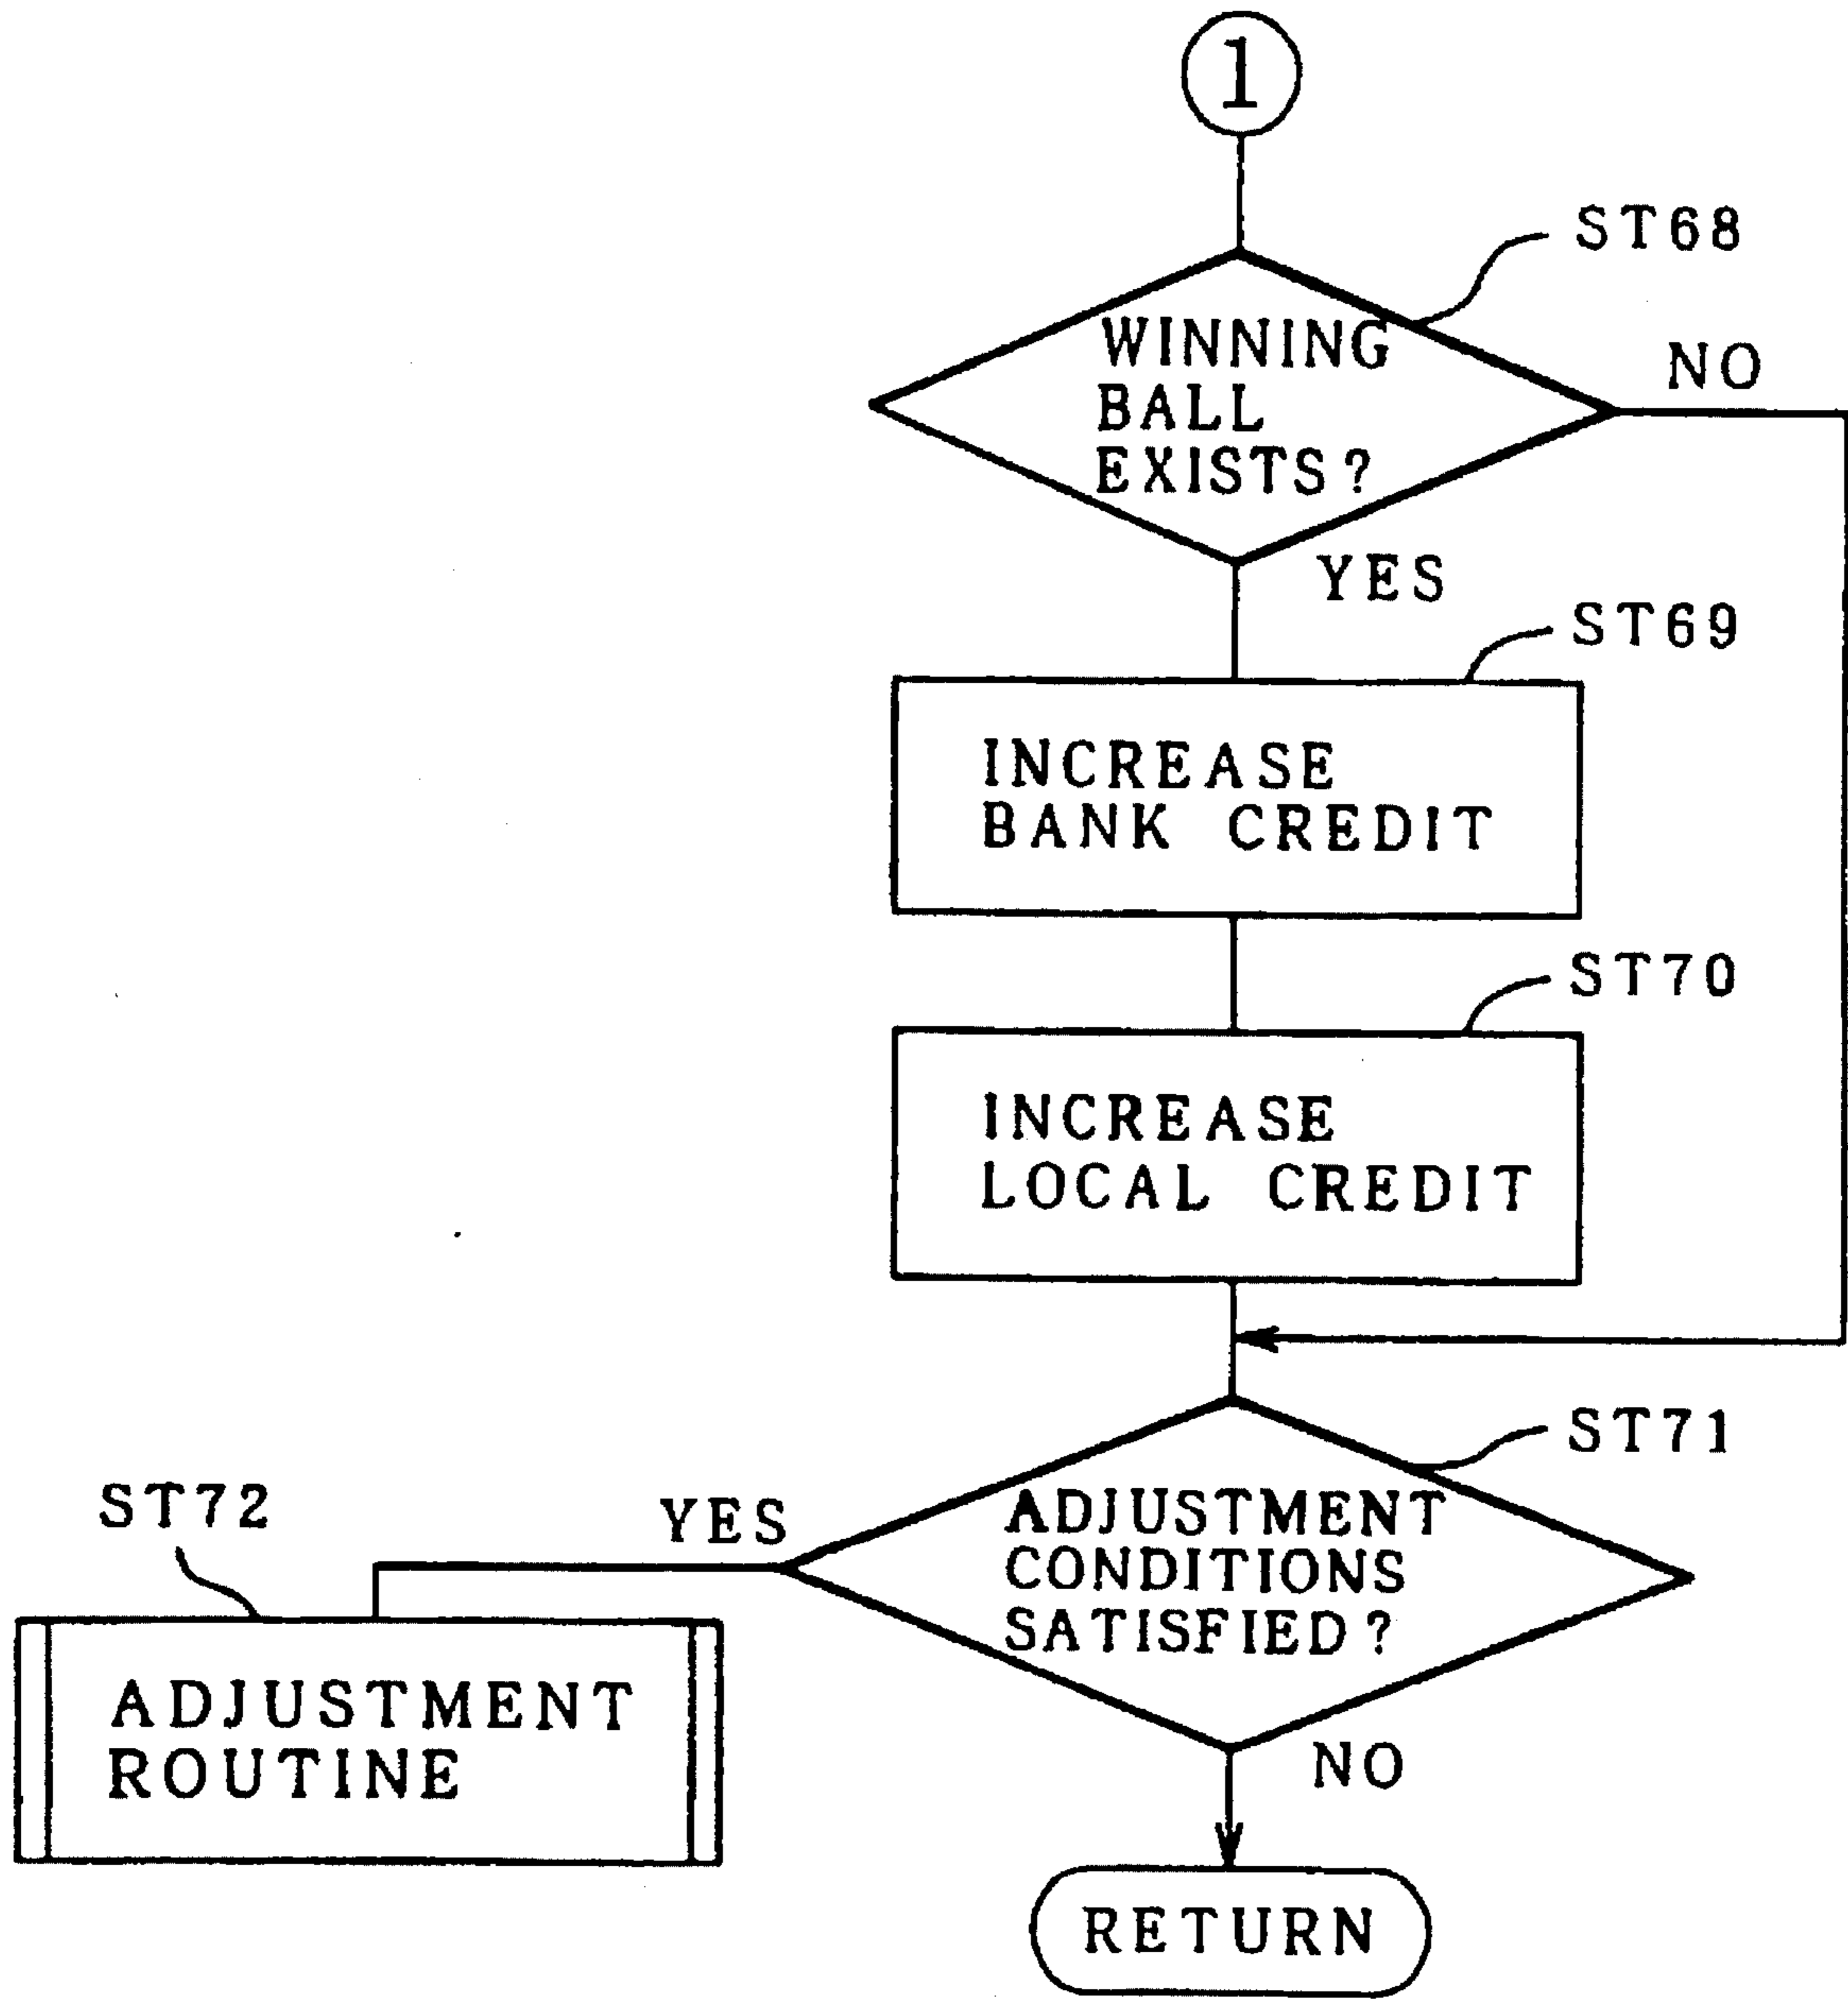 1
ST68
WINNING
BALL
EXISTS?
NO
YES
ST69
INCREASE
BANK CREDIT
ST70
INCREASE
LOCAL CREDIT
ST71
ADJUSTMENT
CONDITIONS
SATISFIED?
YES
ST72
ADJUSTMENT
ROUTINE
NO
RETURN